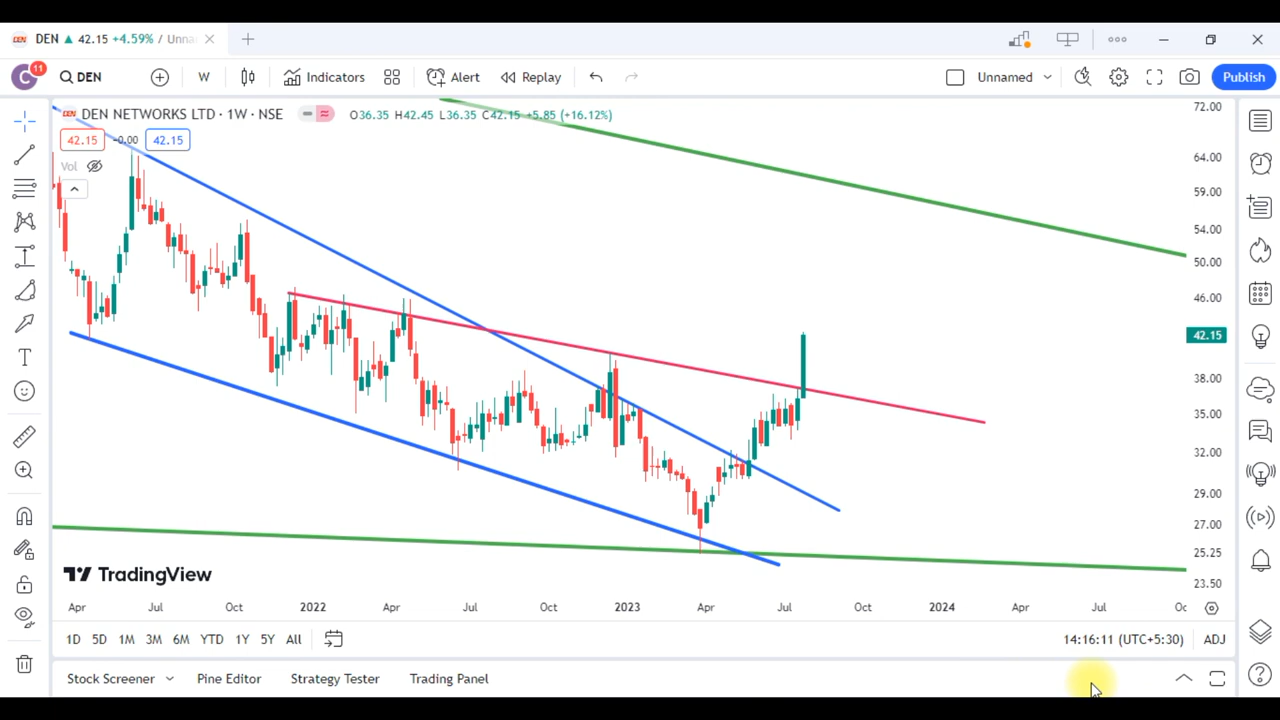 DEN DEN ▲ 42.15 +4.59% / Unna
C 11 DEN W Indicators Alert Replay Unnamed Publish
DEN DEN NETWORKS LTD · 1W · NSE O36.35 H42.45 L36.35 C42.15 +5.85 (+16.12%)
42.15 -0.00 42.15
Vol
72.00
64.00
59.00
54.00
50.00
46.00
42.15
38.00
35.00
32.00
29.00
27.00
25.25
23.50
TradingView
Apr Jul Oct 2022 Apr Jul Oct 2023 Apr Jul Oct 2024 Apr Jul Oc
1D 5D 1M 3M 6M YTD 1Y 5Y All 14:16:11 (UTC+5:30) ADJ
Stock Screener Pine Editor Strategy Tester Trading Panel